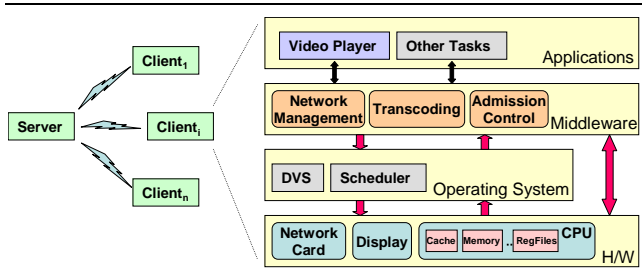 Server
Client1
Clienti
Clientn
Video Player
Other Tasks
Applications
Network
Management
Transcoding
Admission
Control
Middleware
DVS
Scheduler
Operating System
Network
Card
Display
Cache
Memory
..
RegFiles
CPU
H/W